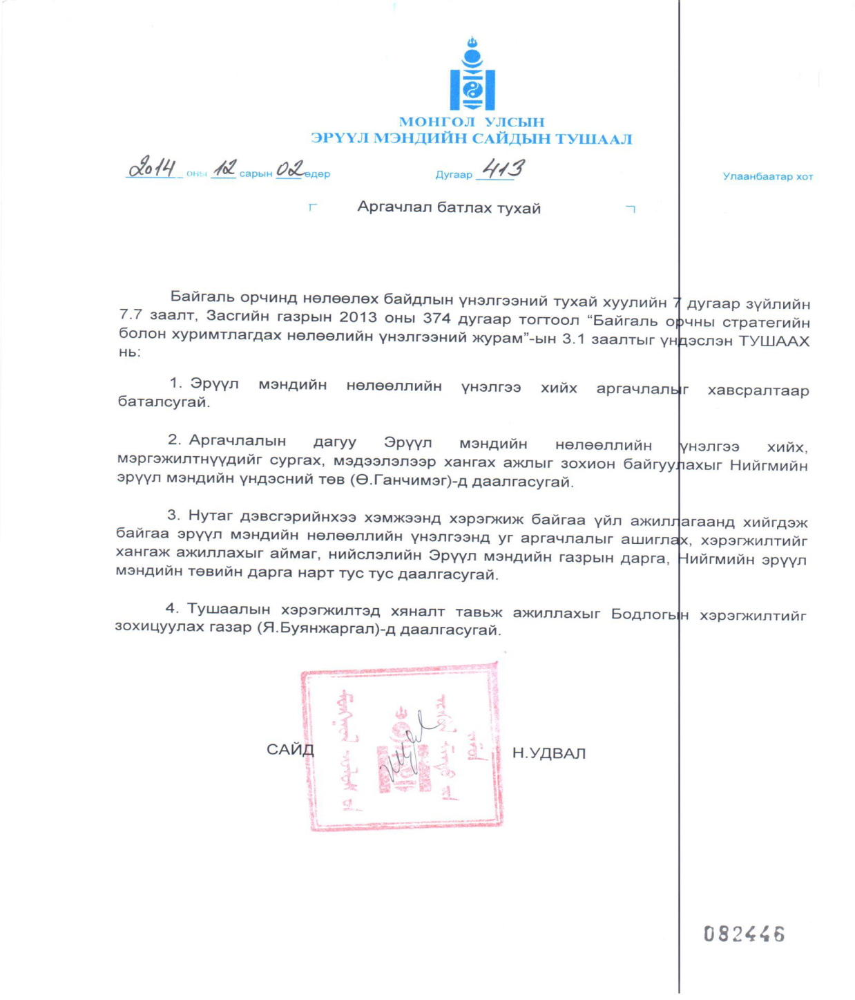 МОНГОЛ УЛСЫН
ЭРҮҮЛ МЭНДИЙН САЙДЫН ТУШААЛ
2014 оны 12 сарын 02 өдөр Дугаар 413 Улаанбаатар хот
Аргачлал батлах тухай
Байгаль орчинд нөлөөлөх байдлын үнэлгээний тухай хуулийн 7 дугаар зүйлийн
7.7 заалт, Засгийн газрын 2013 оны 374 дугаар тогтоол “Байгаль орчны стратегийн
болон хуримтлагдах нөлөөлийн үнэлгээний журам”-ын 3.1 заалтыг үндэслэн ТУШААХ
нь:
1. Эрүүл мэндийн нөлөөллийн үнэлгээ хийх аргачлалыг хавсралтаар
баталсугай.
2. Аргачлалын дагуу Эрүүл мэндийн нөлөөллийн үнэлгээ хийх,
мэргэжилтнүүдийг сургах, мэдээлэлээр хангах ажлыг зохион байгуулахыг Нийгмийн
эрүүл мэндийн үндэсний төв (Ө.Ганчимэг)-д даалгасугай.
3. Нутаг дэвсгэрийнхээ хэмжээнд хэрэгжиж байгаа үйл ажиллагаанд хийгдэж
байгаа эрүүл мэндийн нөлөөллийн үнэлгээнд уг аргачлалыг ашиглах, хэрэгжилтийг
хангаж ажиллахыг аймаг, нийслэлийн Эрүүл мэндийн газрын дарга, Нийгмийн эрүүл
мэндийн төвийн дарга нарт тус тус даалгасугай.
4. Тушаалын хэрэгжилтэд хяналт тавьж ажиллахыг Бодлогын хэрэгжилтийг
зохицуулах газар (Я.Буянжаргал)-д даалгасугай.
САЙД Н.УДВАЛ
082446